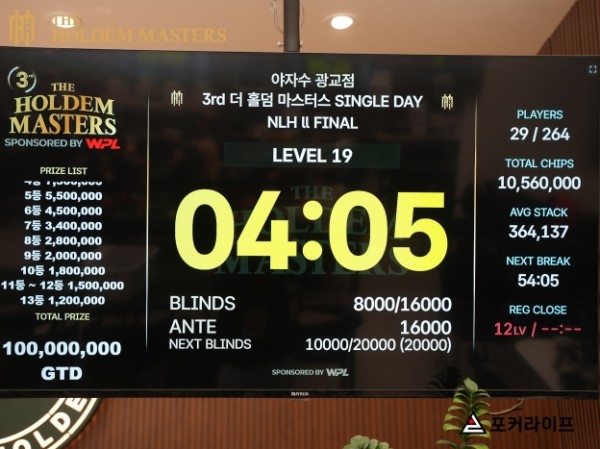 THE
HOLDEM MASTERS
3RD
THE
HOLDEM
MASTERS
SPONSORED BY WPL
PRIZE LIST
5등 5,500,000
6등 4,500,000
7등 3,400,000
8등 2,800,000
9등 2,000,000
10등 1,800,000
11등 ~ 12등 1,500,000
13등 1,200,000
TOTAL PRIZE
100,000,000
GTD
야자수 광교점
3rd 더 홀덤 마스터스 SINGLE DAY
NLH ll FINAL
LEVEL 19
THE
04:05
MASTERS
BLINDS 8000/16000
ANTE 16000
NEXT BLINDS 10000/20000 (20000)
SPONSORED BY WPL
PLAYERS
29 / 264
TOTAL CHIPS
10,560,000
AVG STACK
364,137
NEXT BREAK
54:05
REG CLOSE
12LV / --:--
HOLDE
포커라이프